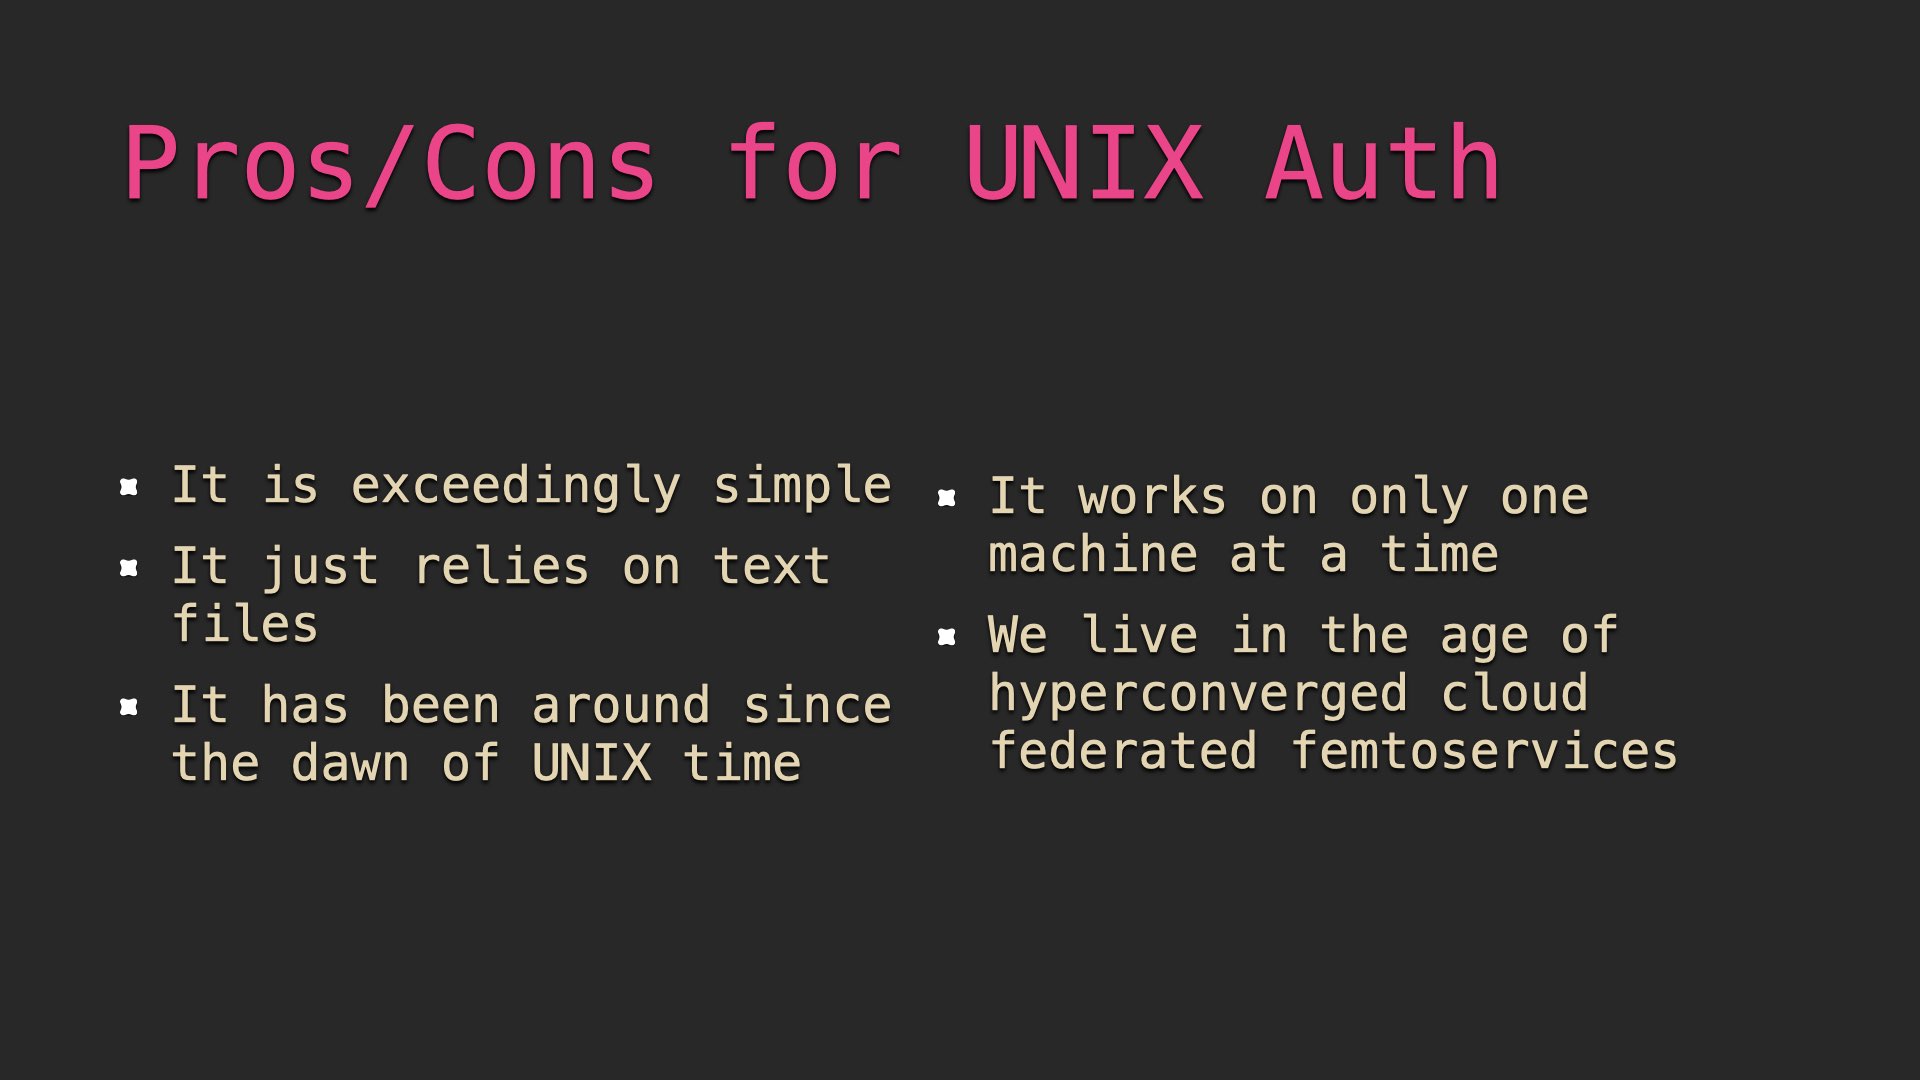 Pros/Cons for UNIX Auth
It is exceedingly simple
It just relies on text
files
It has been around since
the dawn of UNIX time
It works on only one
machine at a time
We live in the age of
hyperconverged cloud
federated femtoservices